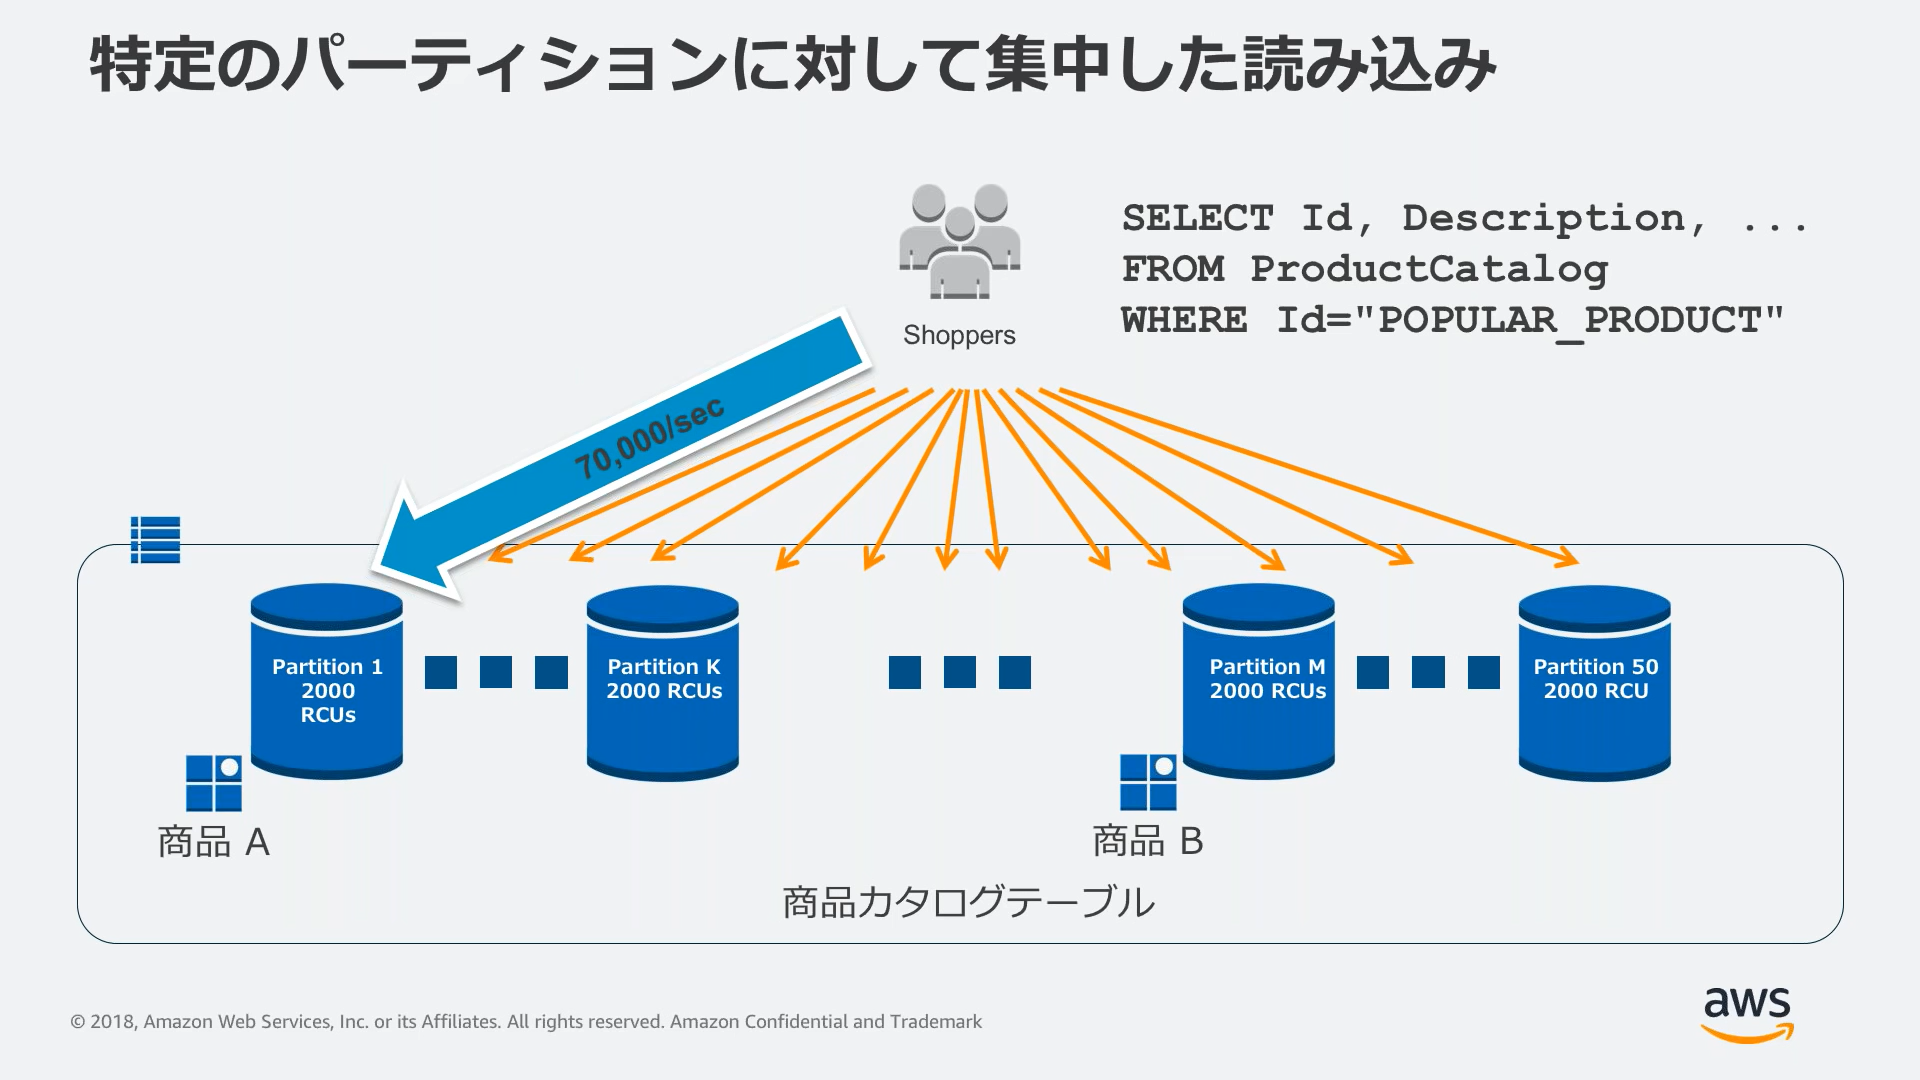 特定のパーティションに対して集中した読み込み
SELECT Id, Description, ...
FROM ProductCatalog
WHERE Id="POPULAR_PRODUCT"
Shoppers
70,000/sec
Partition 1
2000
RCUs
Partition K
2000 RCUs
Partition M
2000 RCUs
Partition 50
2000 RCU
商品 A
商品 B
商品カタログテーブル
© 2018, Amazon Web Services, Inc. or its Affiliates. All rights reserved. Amazon Confidential and Trademark
aws